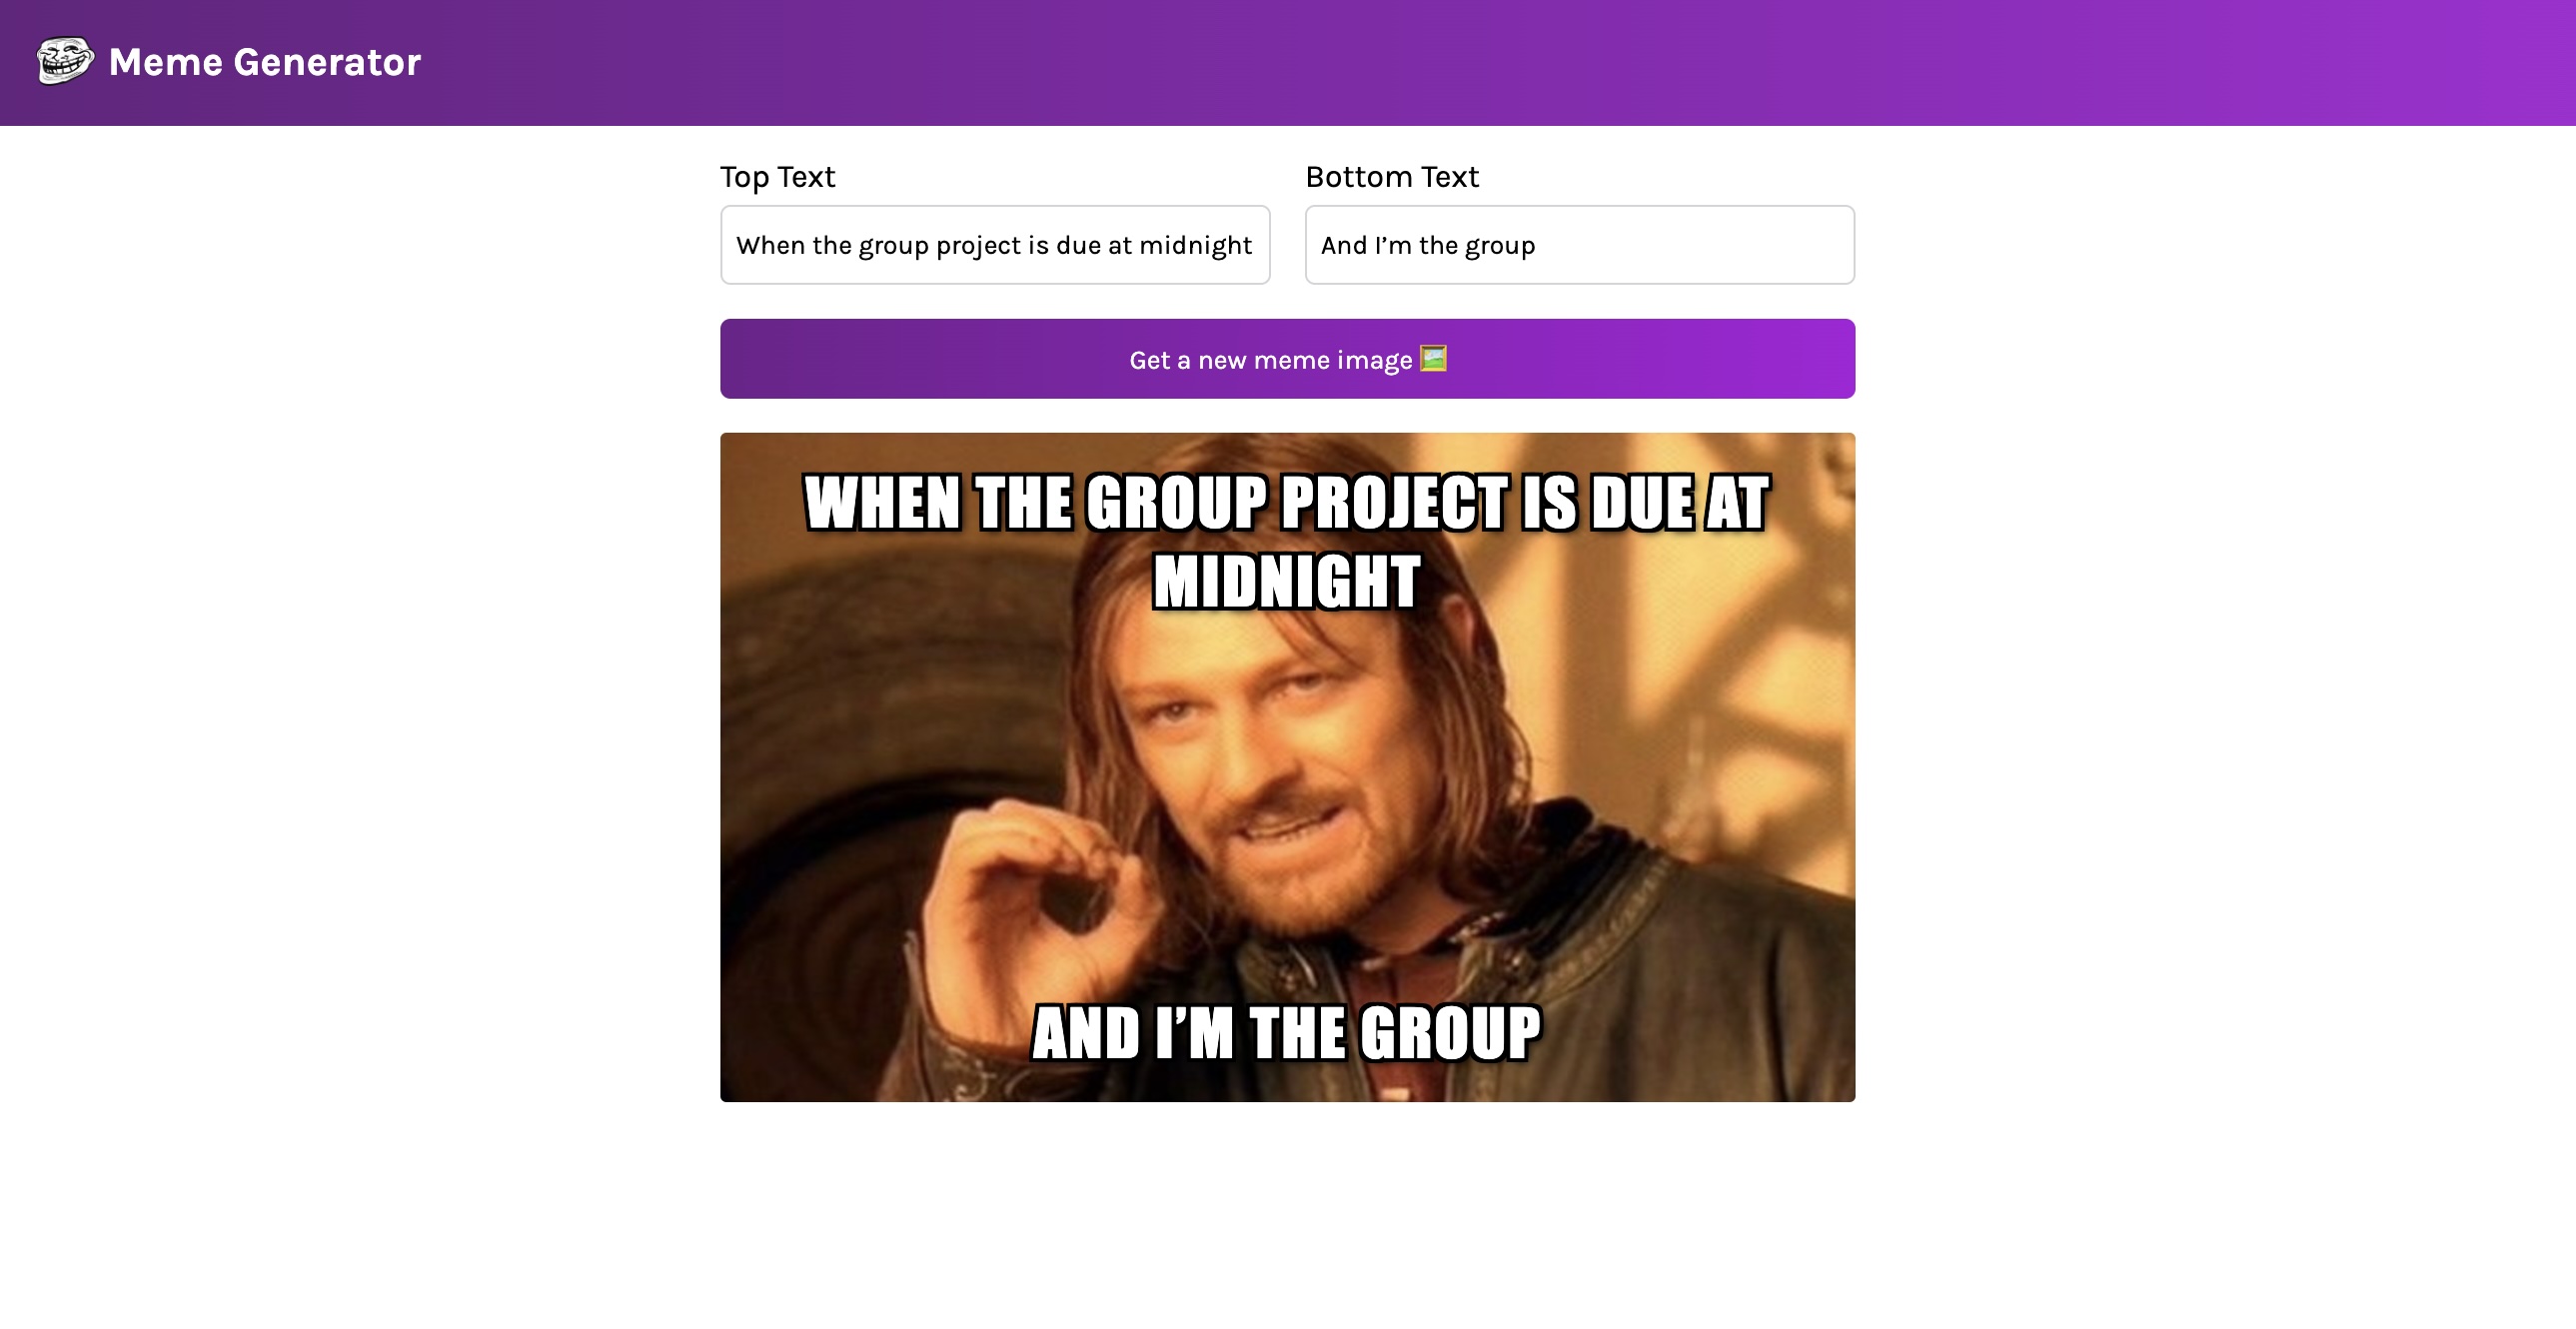 Meme Generator
Top Text
Bottom Text
When the group project is due at midnight
And I’m the group
Get a new meme image
WHEN THE GROUP PROJECT IS DUE AT
MIDNIGHT
AND I’M THE GROUP